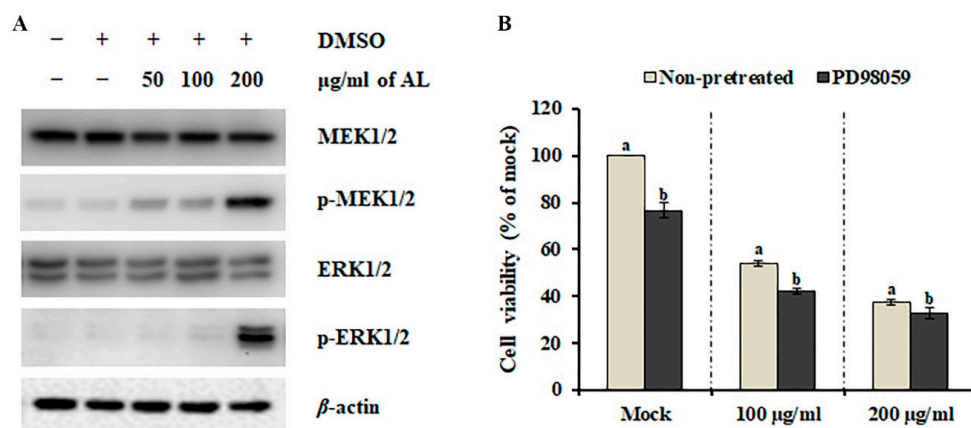 A
– + + + + DMSO
– – 50 100 200 µg/ml of AL
MEK1/2
p-MEK1/2
ERK1/2
p-ERK1/2
β-actin
B
Non-pretreated PD98059
Cell viability (% of mock)
120
100
80
60
40
20
0
a
b
a
b
a
b
Mock 100 µg/ml 200 µg/ml